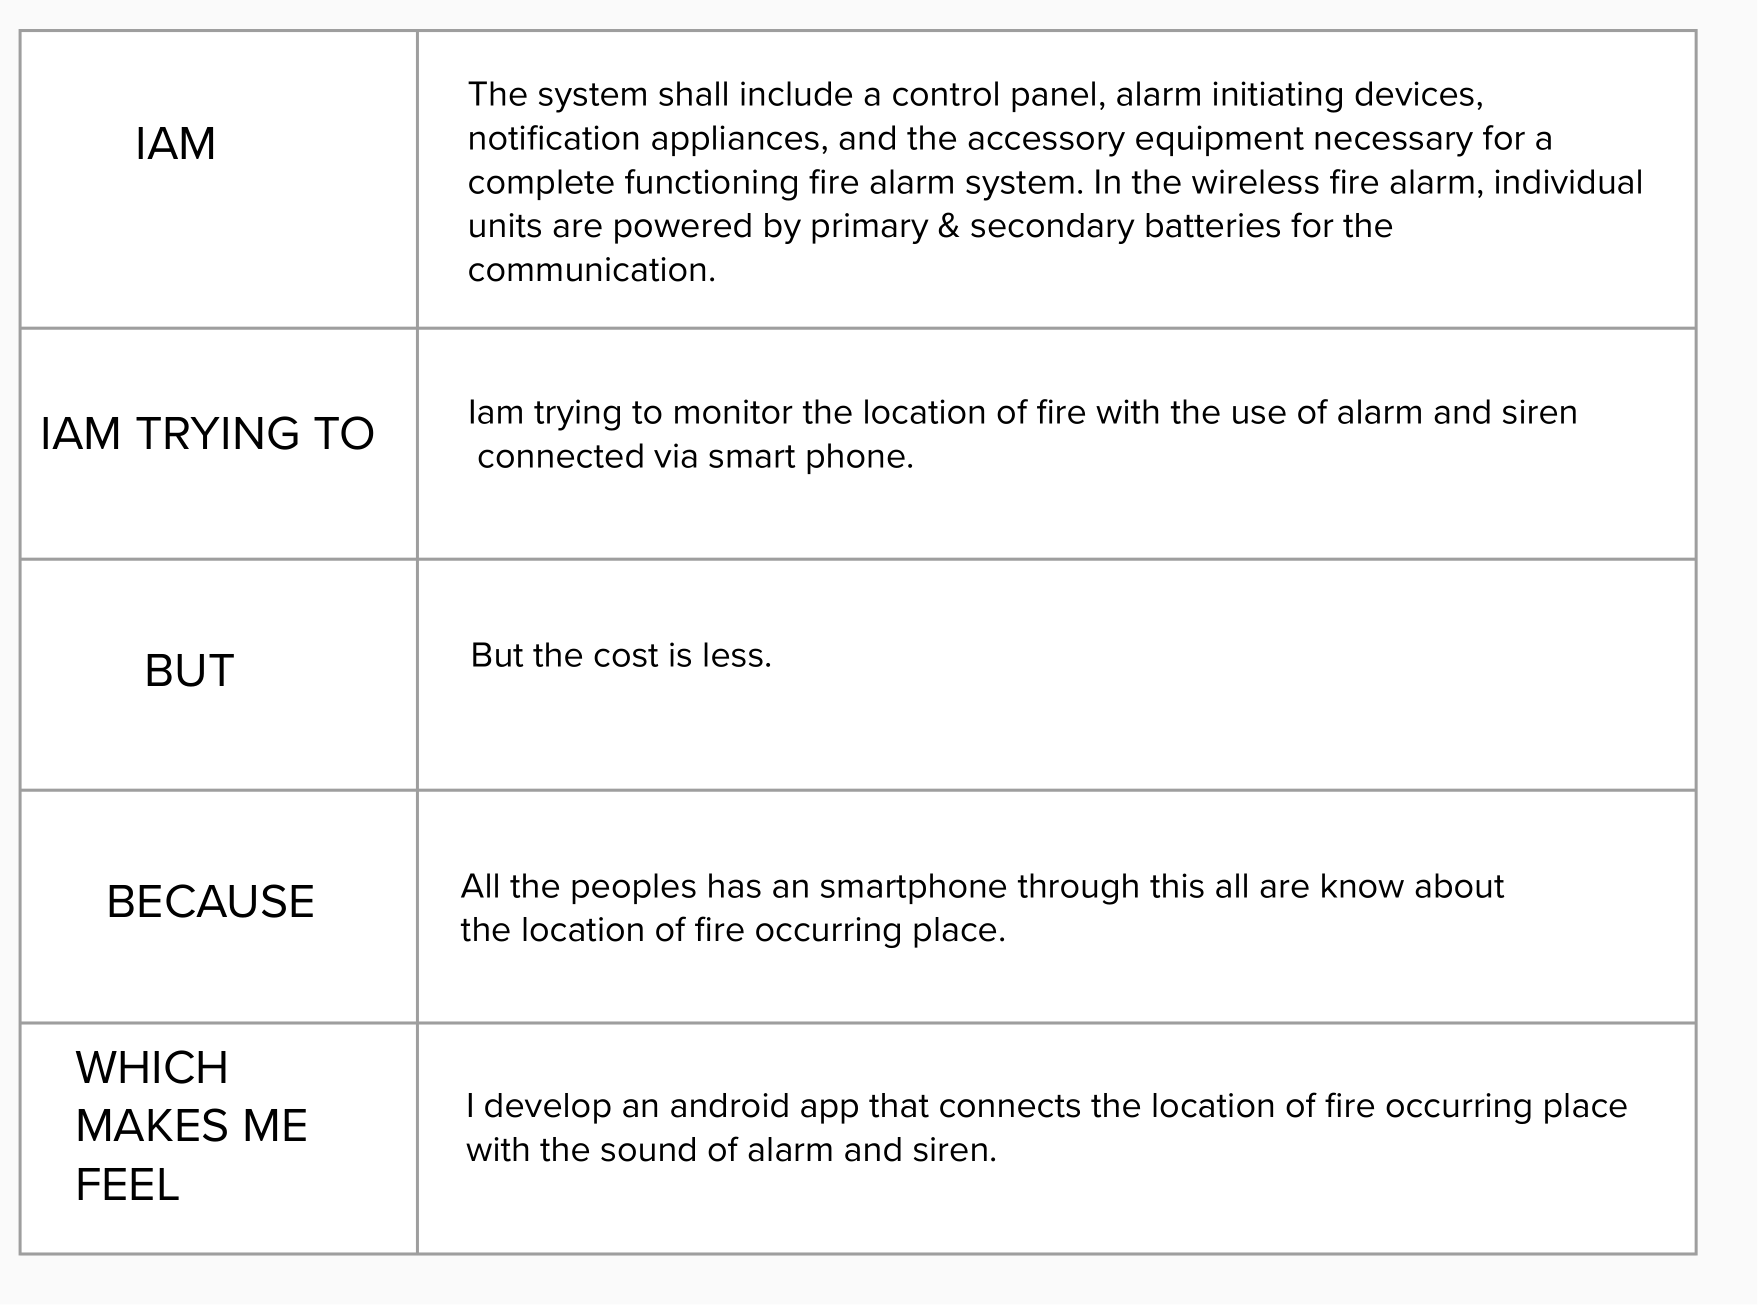 IAM
The system shall include a control panel, alarm initiating devices,
notification appliances, and the accessory equipment necessary for a
complete functioning fire alarm system. In the wireless fire alarm, individual
units are powered by primary & secondary batteries for the
communication.
IAM TRYING TO
Iam trying to monitor the location of fire with the use of alarm and siren
connected via smart phone.
BUT
But the cost is less.
BECAUSE
All the peoples has an smartphone through this all are know about
the location of fire occurring place.
WHICH
MAKES ME
FEEL
I develop an android app that connects the location of fire occurring place
with the sound of alarm and siren.